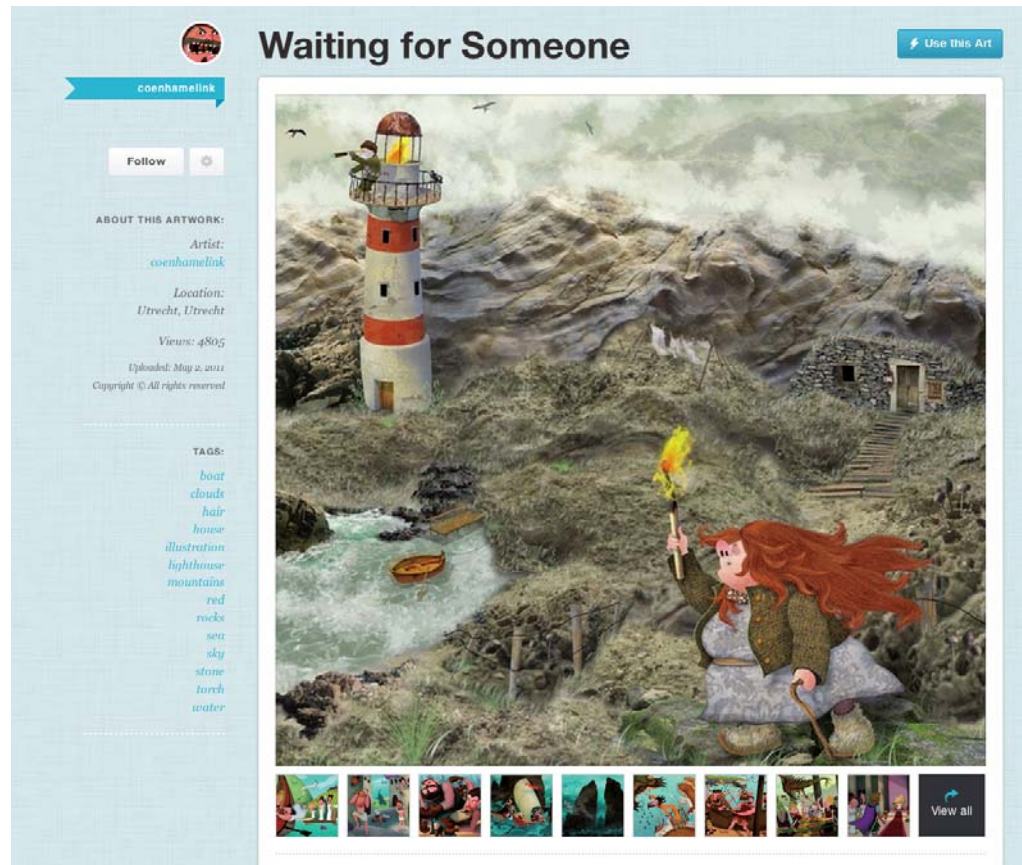 Waiting for Someone
Use this Art
coenhamelink
Follow
ABOUT THIS ARTWORK:
Artist:
coenhamelink
Location:
Utrecht, Utrecht
Views: 4805
Uploaded: May 2, 2011
Copyright © All rights reserved
TAGS:
boat
clouds
hair
house
illustration
lighthouse
mountains
red
rocks
sea
sky
stone
torch
water
View all